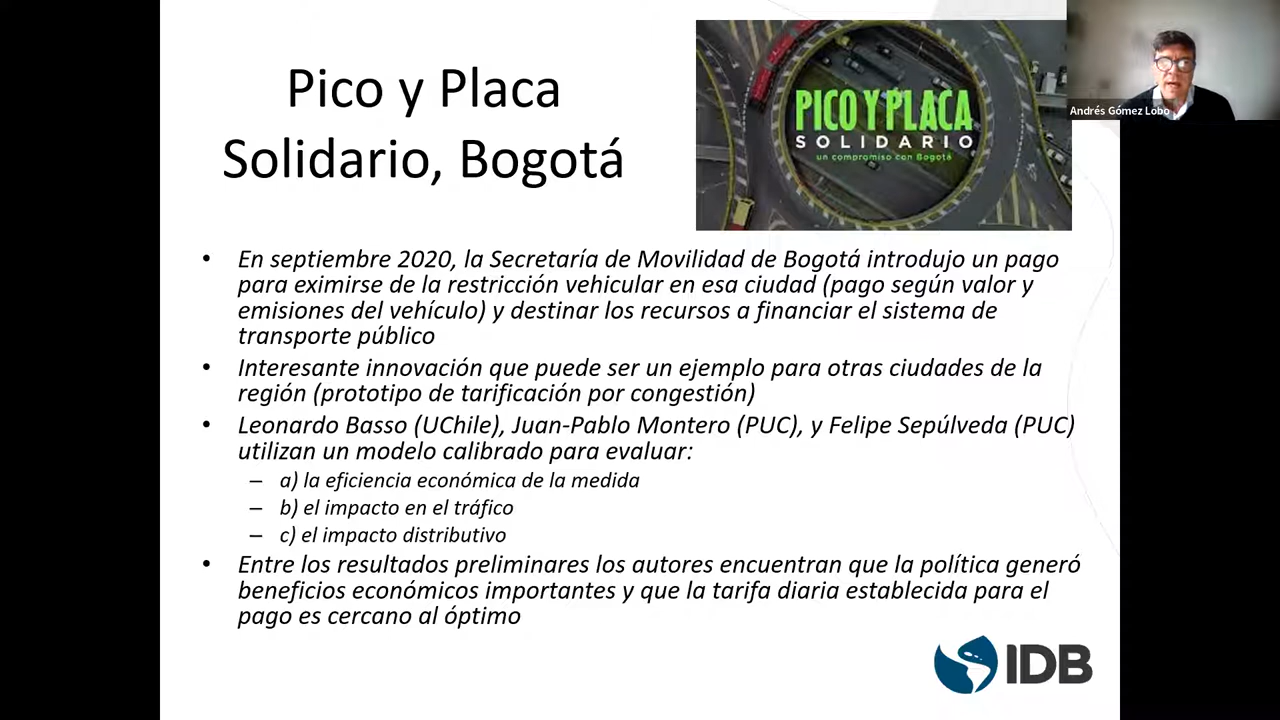 Pico y Placa
Solidario, Bogotá
PICO Y PLACA
SOLIDARIO
un compromiso con Bogotá
Andrés Gómez Lobo
• En septiembre 2020, la Secretaría de Movilidad de Bogotá introdujo un pago
para eximirse de la restricción vehicular en esa ciudad (pago según valor y
emisiones del vehículo) y destinar los recursos a financiar el sistema de
transporte público
• Interesante innovación que puede ser un ejemplo para otras ciudades de la
región (prototipo de tarificación por congestión)
• Leonardo Basso (UChile), Juan-Pablo Montero (PUC), y Felipe Sepúlveda (PUC)
utilizan un modelo calibrado para evaluar:
– a) la eficiencia económica de la medida
– b) el impacto en el tráfico
– c) el impacto distributivo
• Entre los resultados preliminares los autores encuentran que la política generó
beneficios económicos importantes y que la tarifa diaria establecida para el
pago es cercano al óptimo
IDB